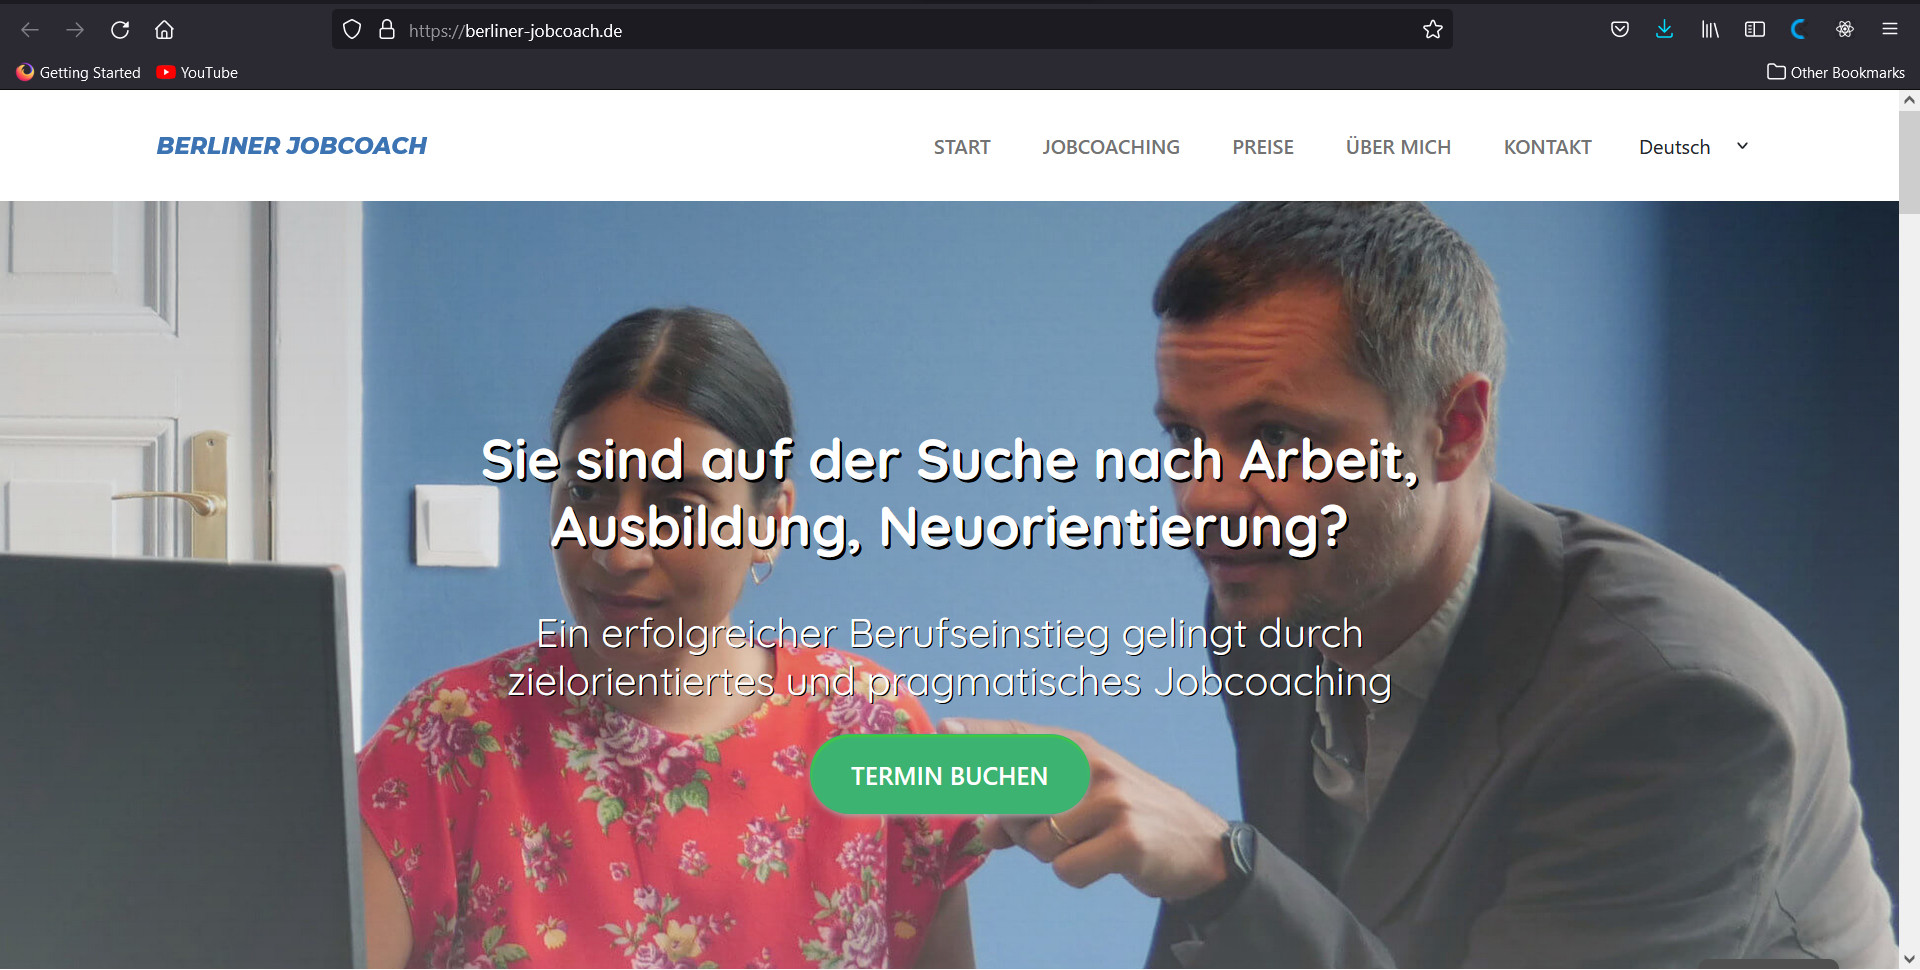 https://berliner-jobcoach.de
Getting Started YouTube Other Bookmarks
BERLINER JOBCOACH START JOBCOACHING PREISE ÜBER MICH KONTAKT Deutsch
Sie sind auf der Suche nach Arbeit,
Ausbildung, Neuorientierung?
Ein erfolgreicher Berufseinstieg gelingt durch
zielorientiertes und pragmatisches Jobcoaching
TERMIN BUCHEN